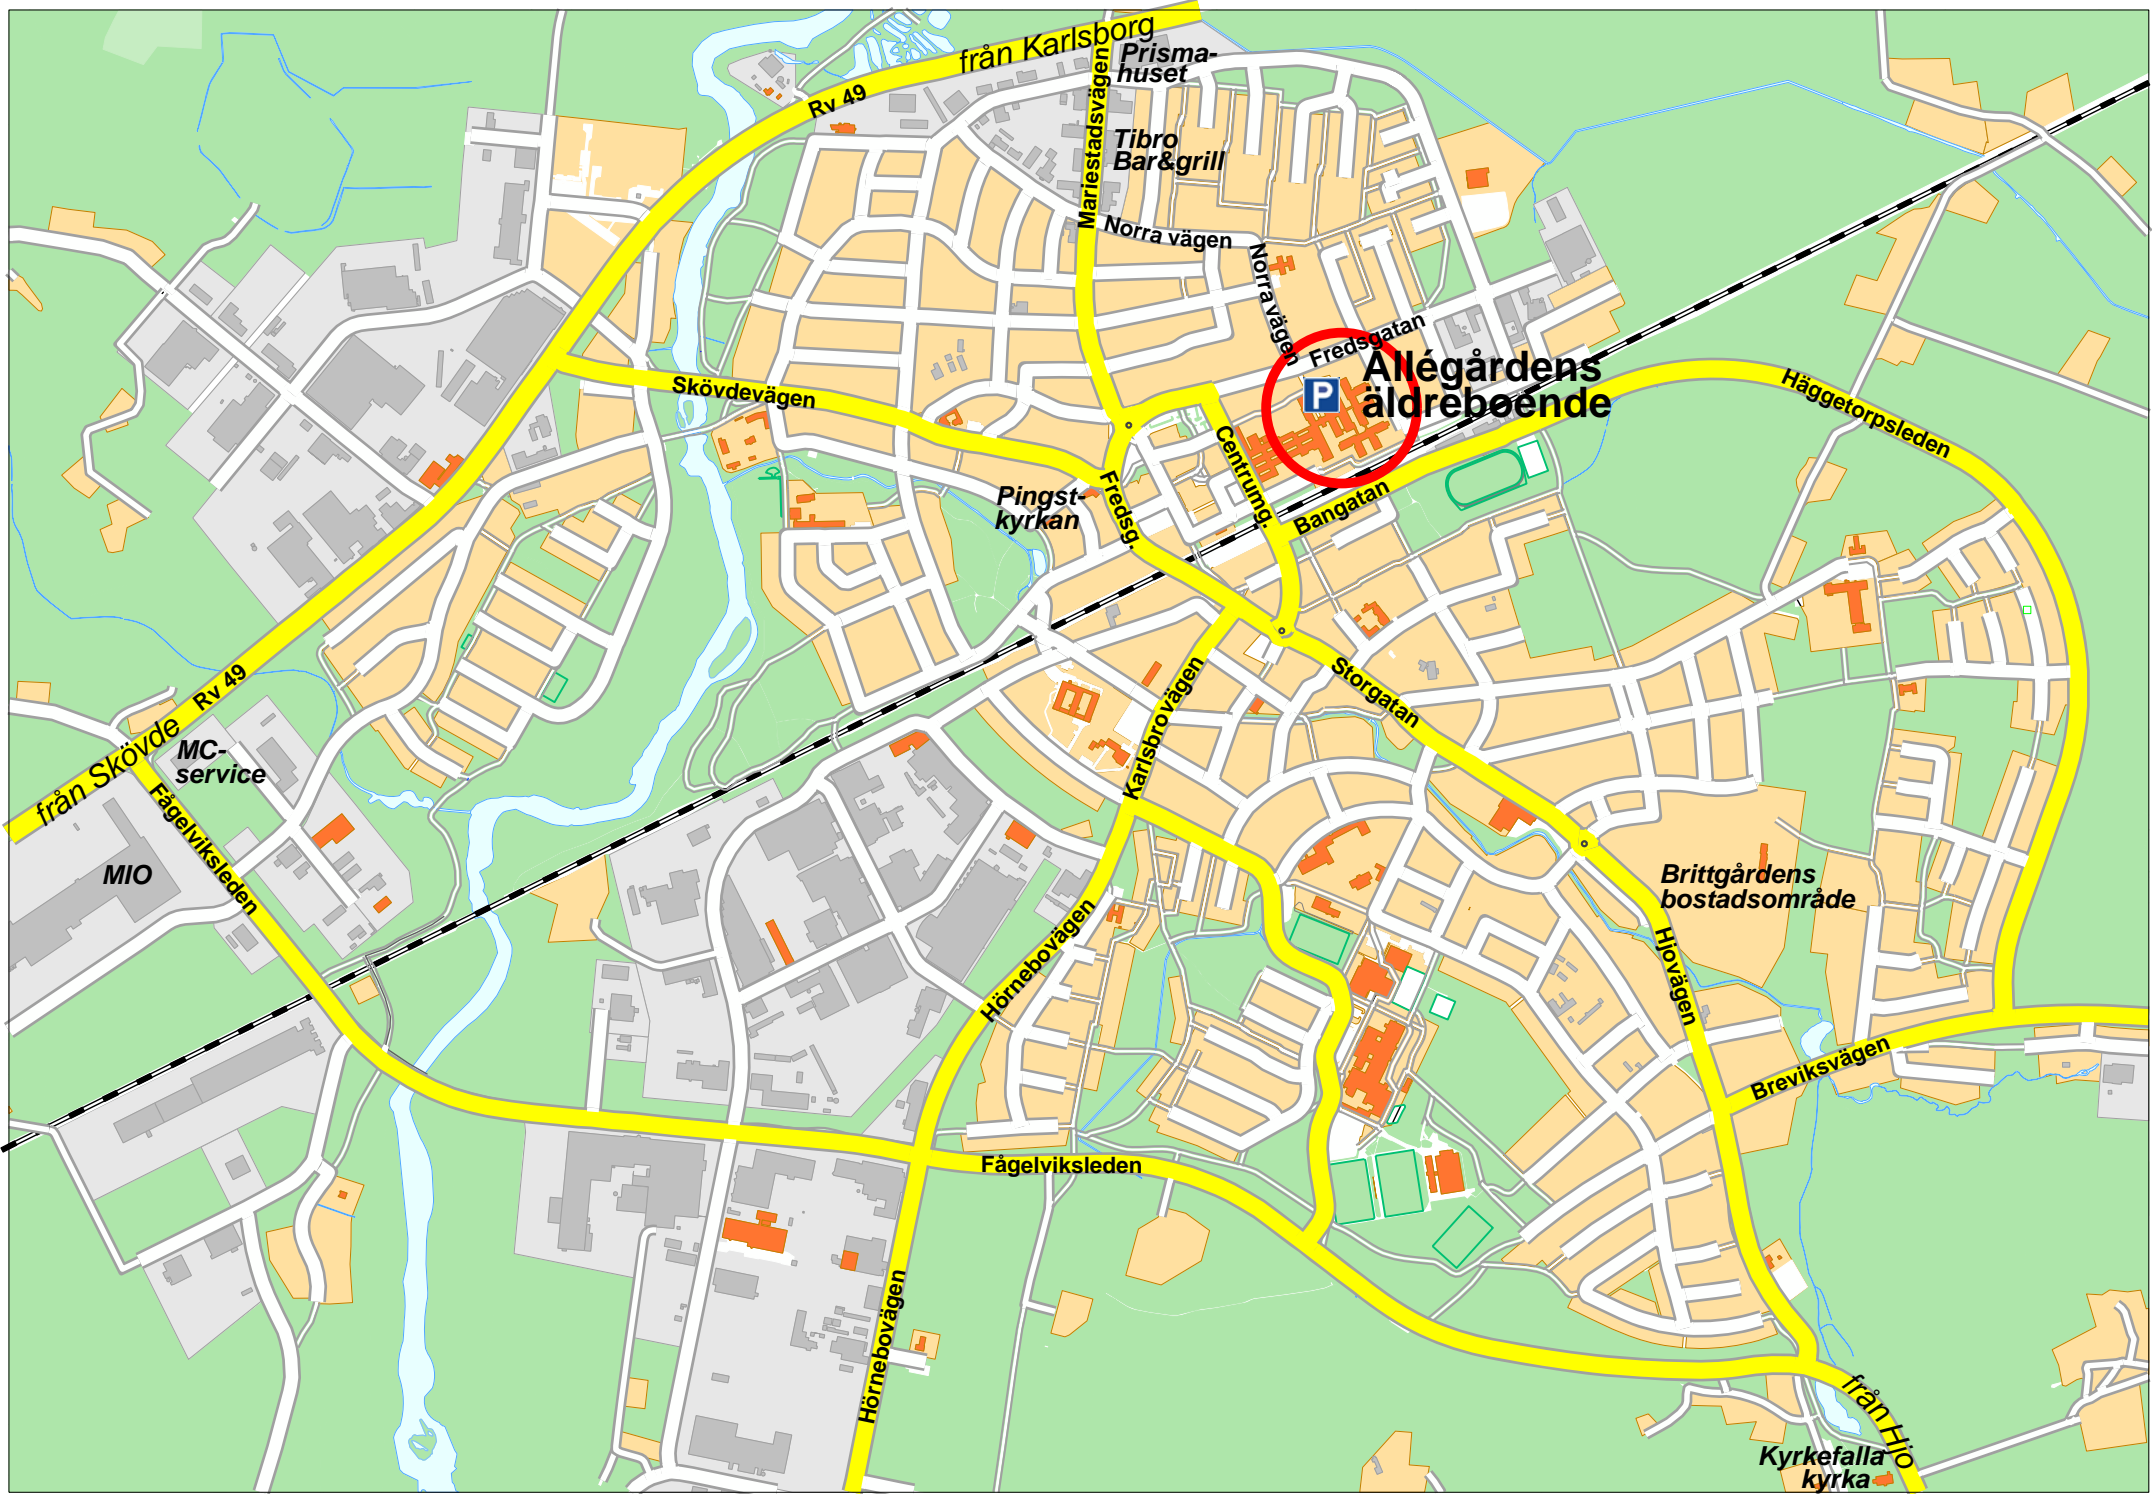 från Karlsborg
Prisma-
huset
Rv 49
Mariestadsvägen
Tibro
Bar&grill
Norra vägen
Norra vägen
Fredsgatan
P
Allégårdens
äldreboende
Skövdevägen
Häggetorpsleden
Centrumg.
Fredsg.
Bangatan
Pingst-
kyrkan
Rv 49
från Skövde
MC-
service
Storgatan
Karlsbrovägen
Fågelviksleden
MIO
Brittgårdens
bostadsområde
Hörnebovägen
Hjovägen
Breviksvägen
Fågelviksleden
Hörnebovägen
från Hjo
Kyrkefalla
kyrka